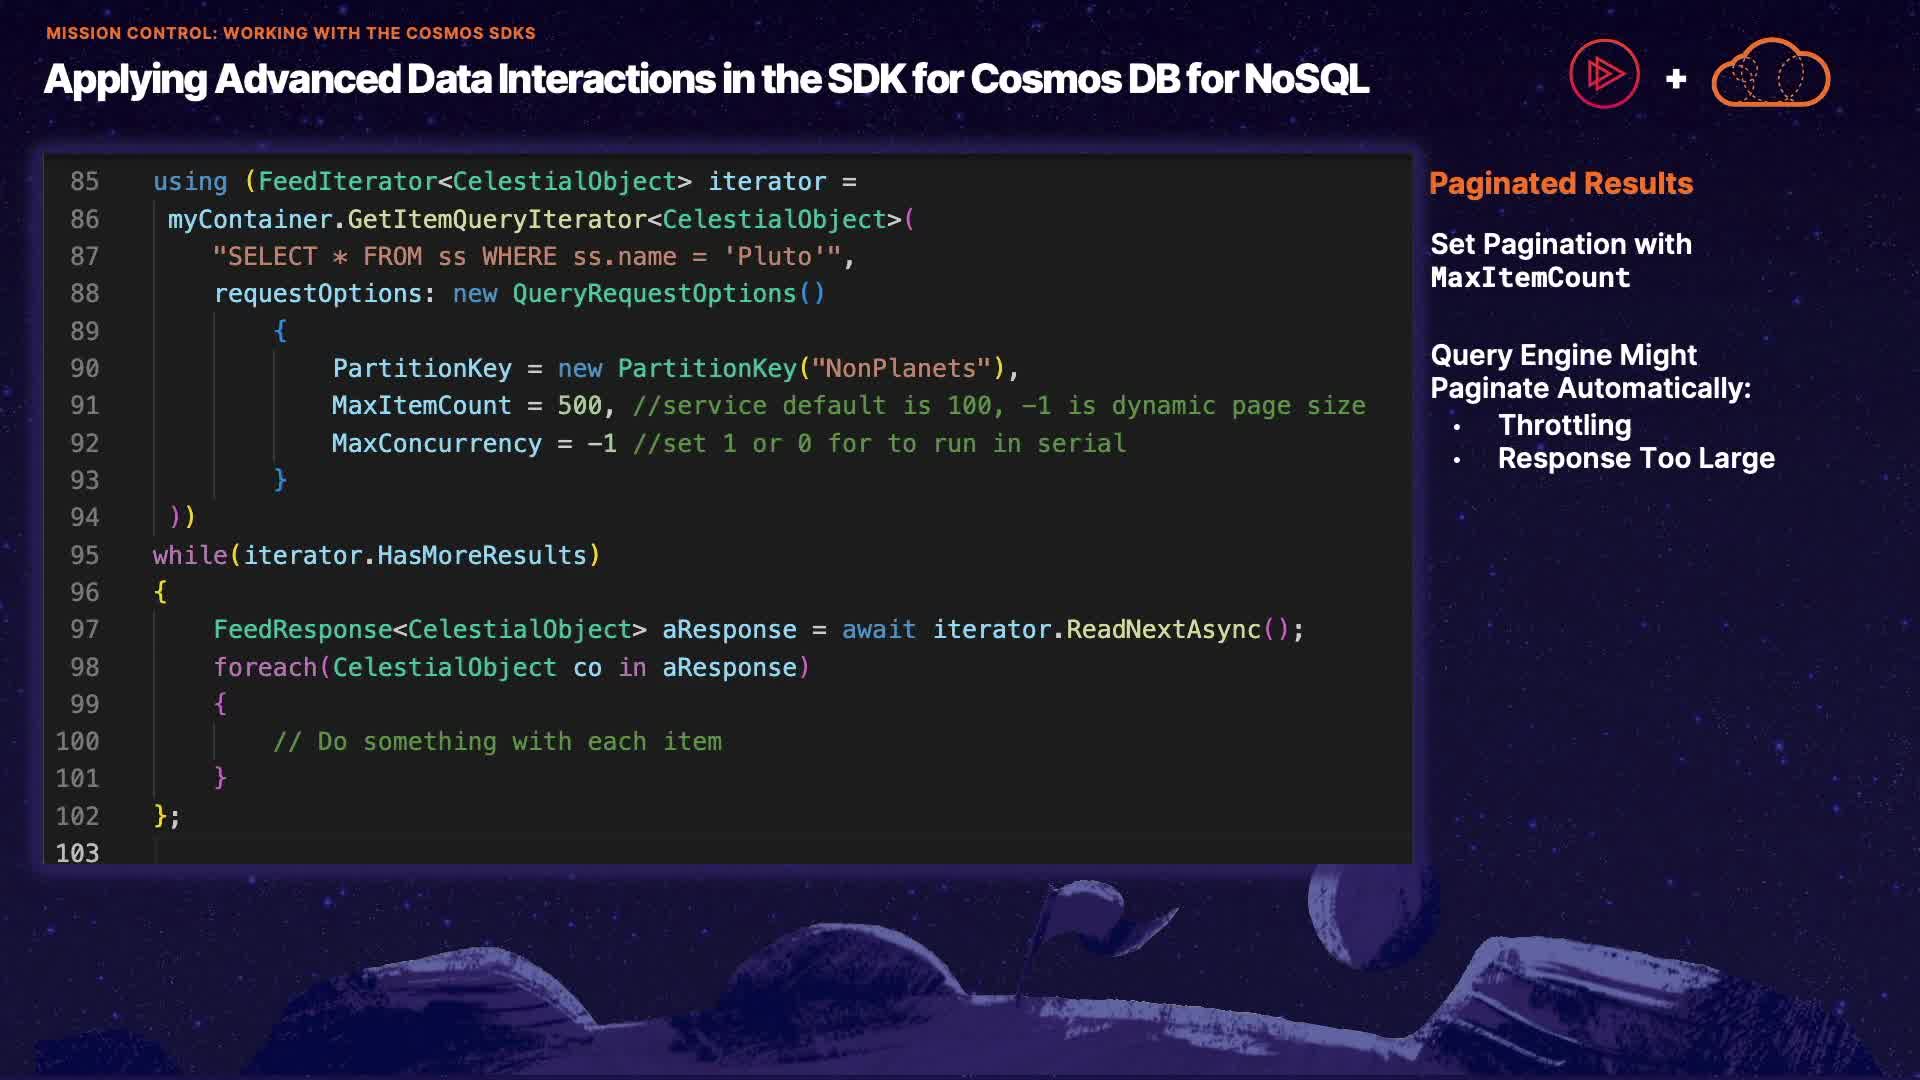 MISSION CONTROL: WORKING WITH THE COSMOS SDKS
Applying Advanced Data Interactions in the SDK for Cosmos DB for NoSQL
+
85 using (FeedIterator<CelestialObject> iterator =
86 myContainer.GetItemQueryIterator<CelestialObject>(
87 "SELECT * FROM ss WHERE ss.name = 'Pluto'",
88 requestOptions: new QueryRequestOptions()
89 {
90 PartitionKey = new PartitionKey("NonPlanets"),
91 MaxItemCount = 500, //service default is 100, -1 is dynamic page size
92 MaxConcurrency = -1 //set 1 or 0 for to run in serial
93 }
94 ))
95 while(iterator.HasMoreResults)
96 {
97 FeedResponse<CelestialObject> aResponse = await iterator.ReadNextAsync();
98 foreach(CelestialObject co in aResponse)
99 {
100 // Do something with each item
101 }
102 };
103
Paginated Results
Set Pagination with
MaxItemCount
Query Engine Might
Paginate Automatically:
• Throttling
• Response Too Large